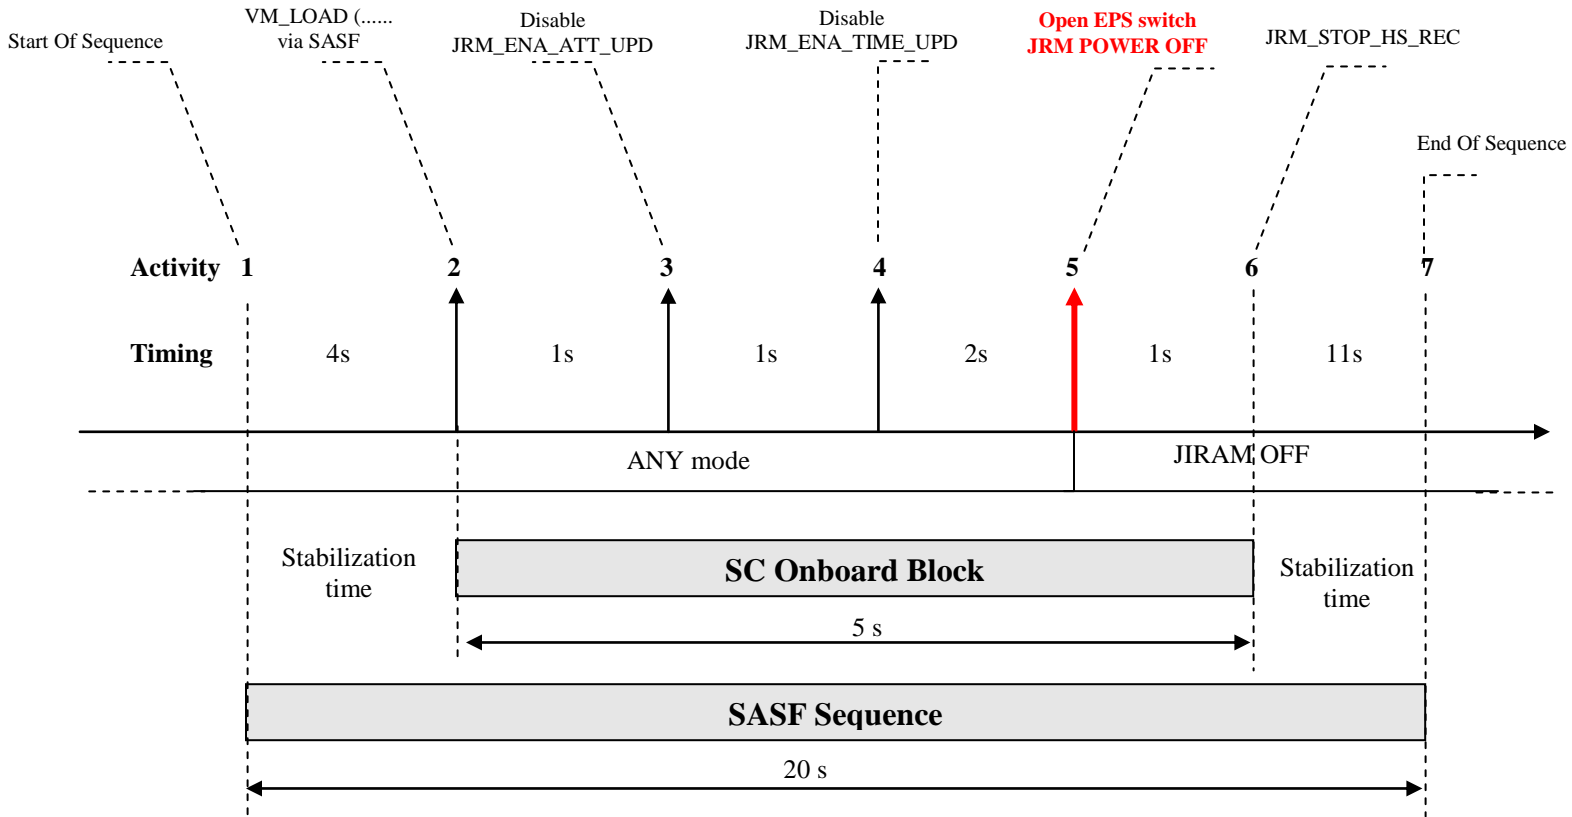 Start Of Sequence
VM_LOAD (......
via SASF
Disable
JRM_ENA_ATT_UPD
Disable
JRM_ENA_TIME_UPD
Open EPS switch
JRM POWER OFF
JRM_STOP_HS_REC
End Of Sequence
Activity 1 2 3 4 5 6 7
Timing 4s 1s 1s 2s 1s 11s
ANY mode
JIRAM OFF
Stabilization
time
SC Onboard Block
Stabilization
time
5 s
SASF Sequence
20 s